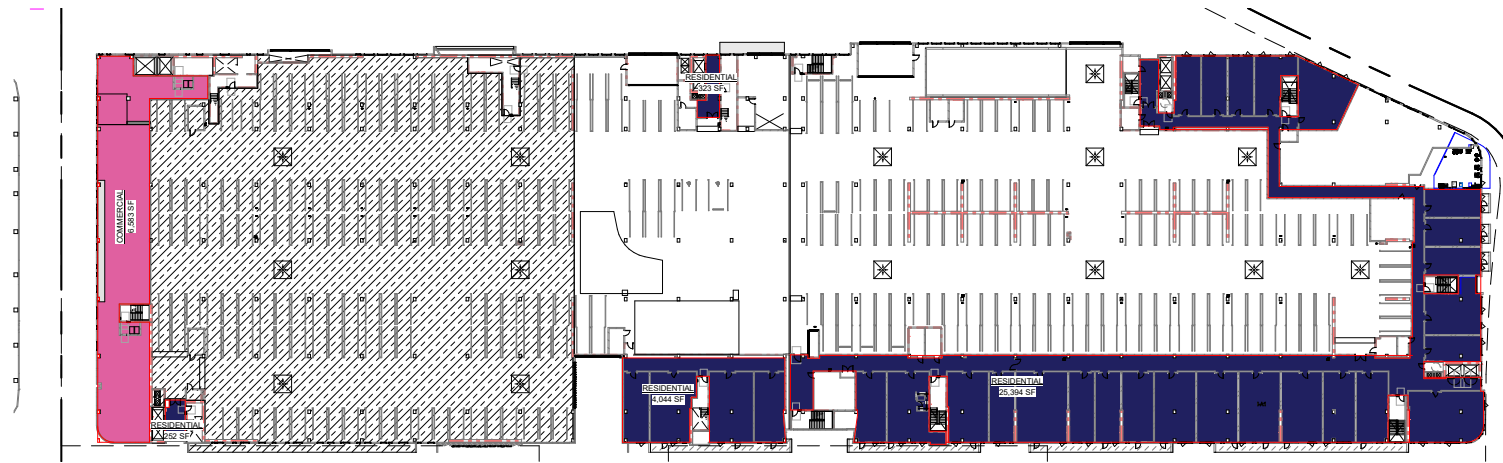 RESIDENTIAL
323 SF
COMMERCIAL
6,583 SF
RESIDENTIAL
252 SF
RESIDENTIAL
4,044 SF
RESIDENTIAL
25,394 SF